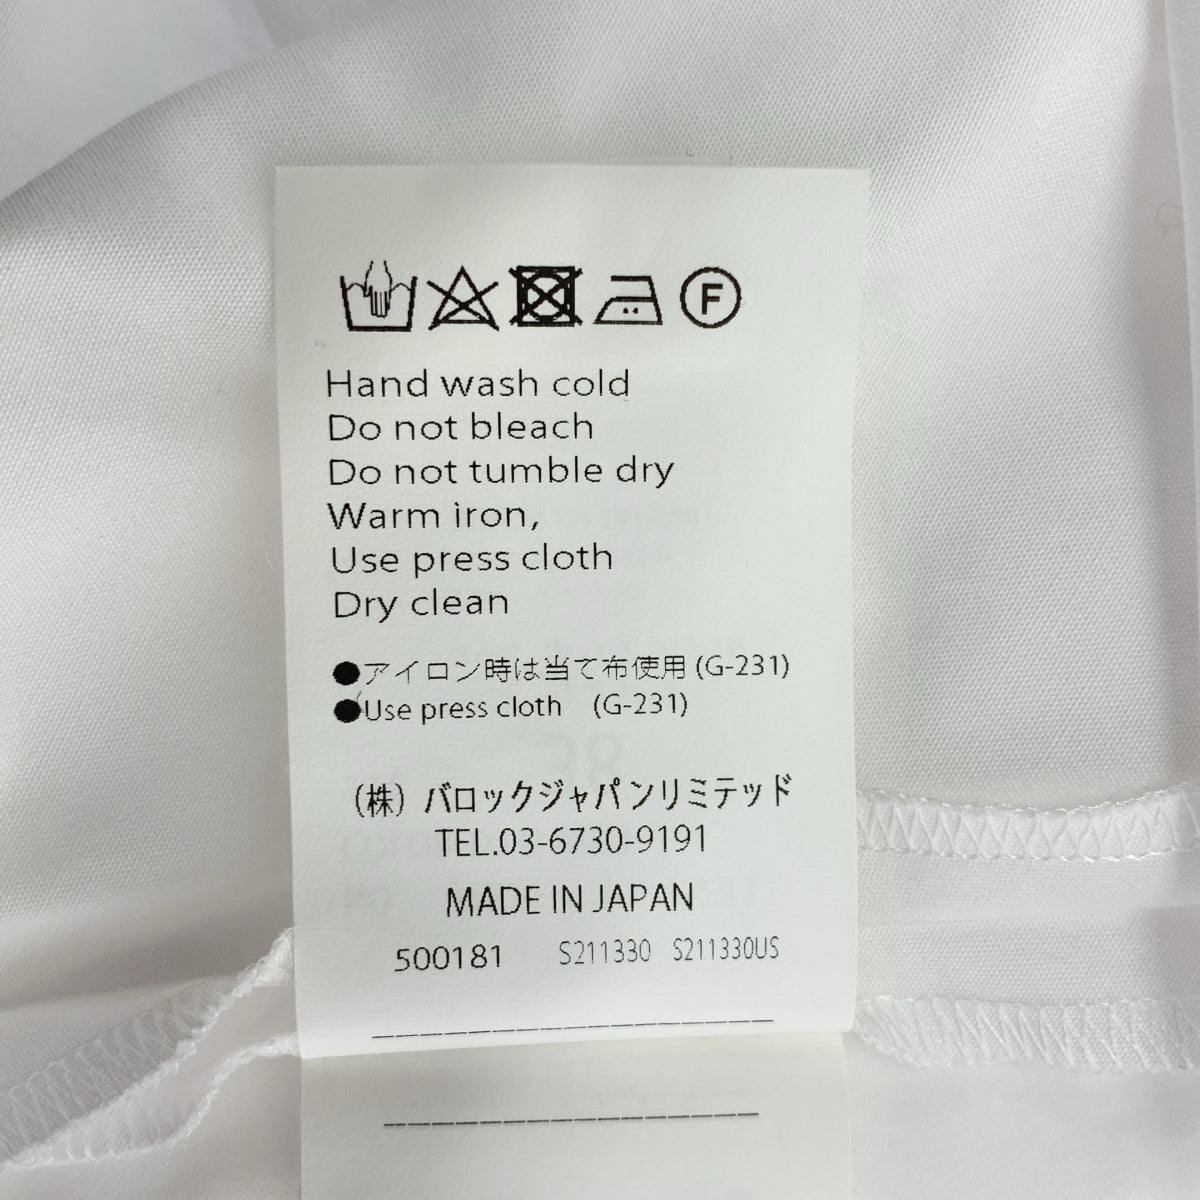 F
Hand wash cold
Do not bleach
Do not tumble dry
Warm iron,
Use press cloth
Dry clean
●アイロン時は当て布使用 (G-231)
●Use press cloth (G-231)
(株) バロックジャパンリミテッド
TEL.03-6730-9191
MADE IN JAPAN
500181 S211330 S211330US